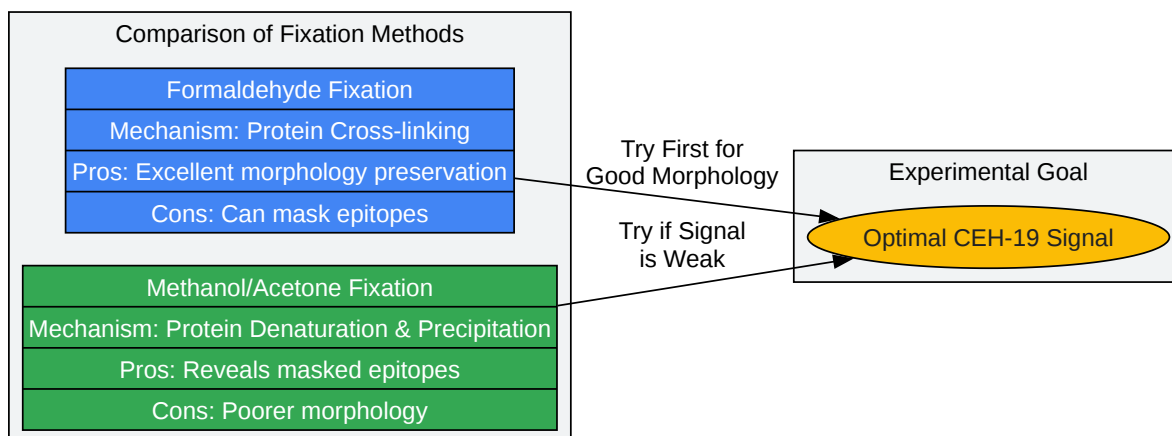 Comparison of Fixation Methods
Formaldehyde Fixation
Mechanism: Protein Cross-linking
Pros: Excellent morphology preservation
Cons: Can mask epitopes
Methanol/Acetone Fixation
Mechanism: Protein Denaturation & Precipitation
Pros: Reveals masked epitopes
Cons: Poorer morphology
Try First for
Good Morphology
Try if Signal
is Weak
Experimental Goal
Optimal CEH-19 Signal